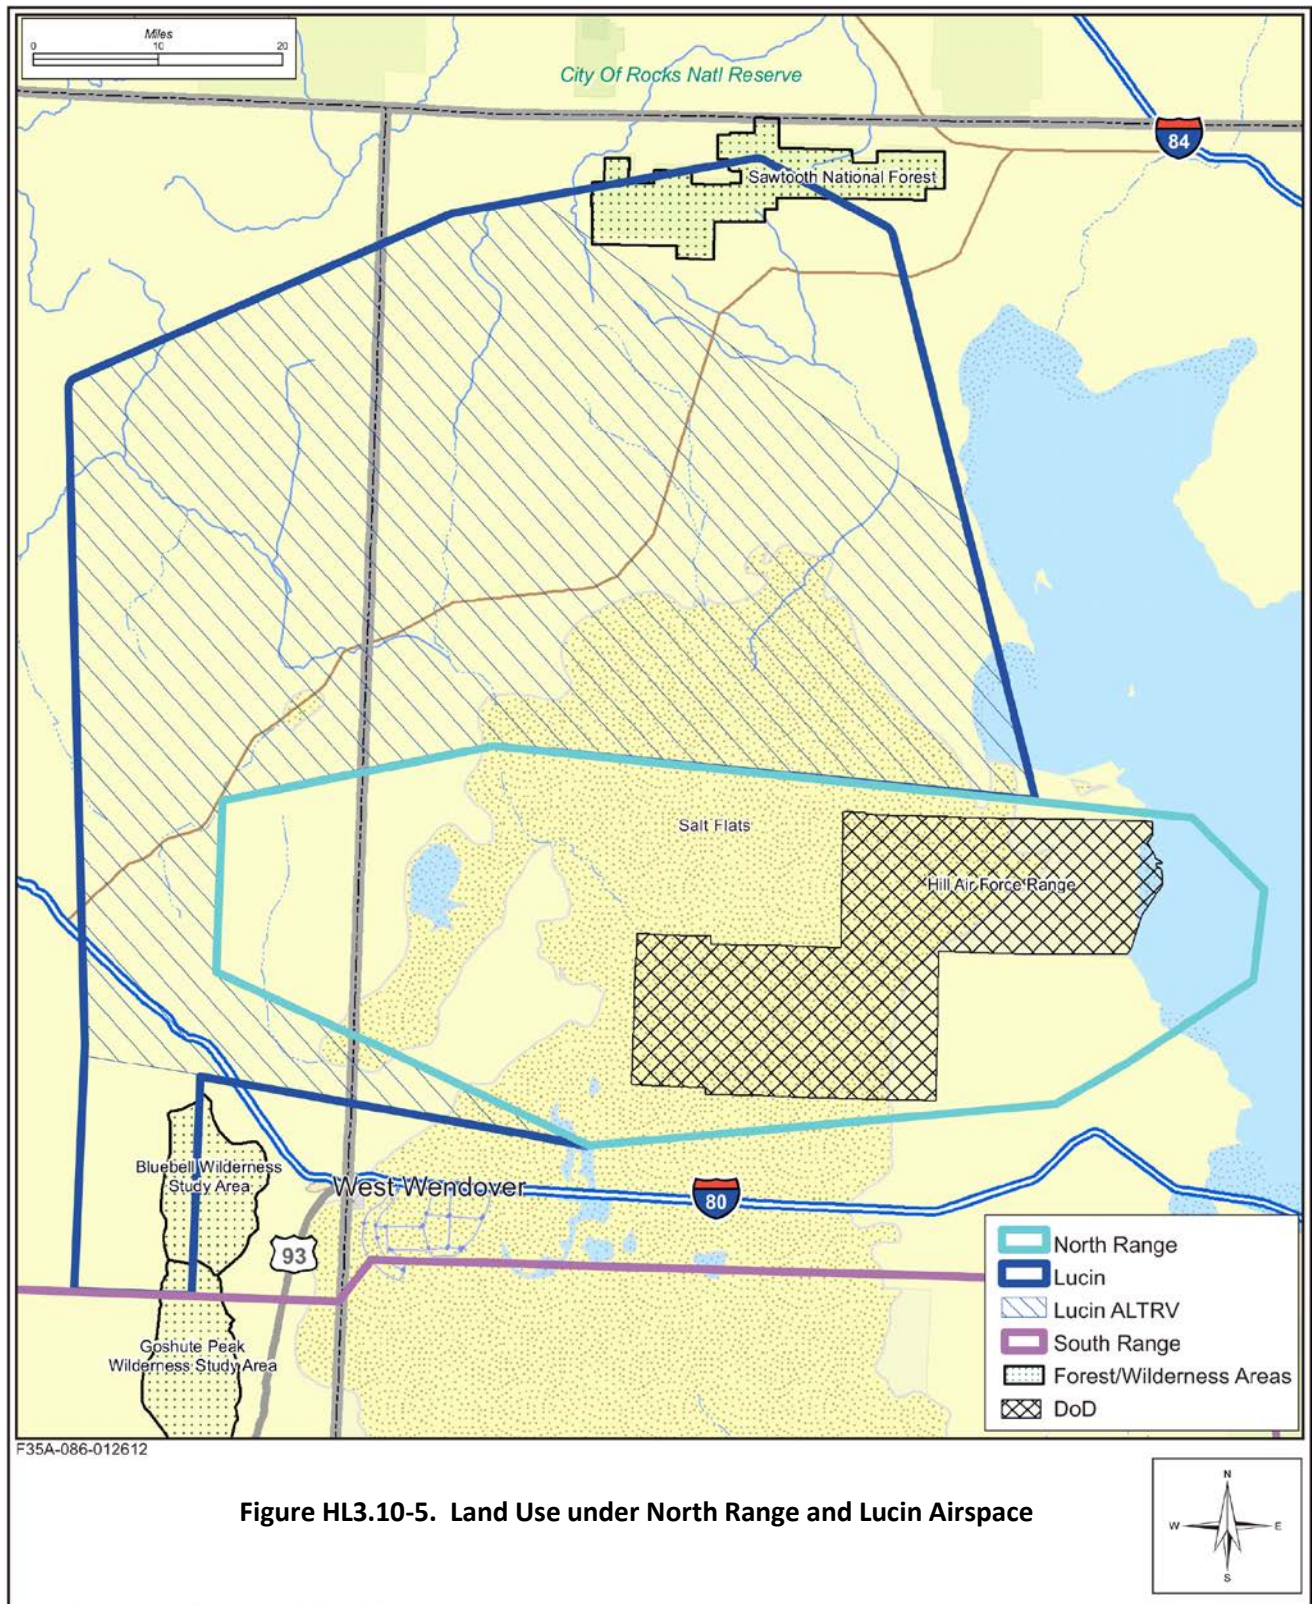 Miles
0 10 20
City Of Rocks Natl Reserve
84
Sawtooth National Forest
Salt Flats
Hill Air Force Range
Bluebell Wilderness
Study Area
West Wendover
80
93
Goshute Peak
Wilderness Study Area
North Range
Lucin
Lucin ALTRV
South Range
Forest/Wilderness Areas
DoD
F35A-086-012612
Figure HL3.10-5. Land Use under North Range and Lucin Airspace
N
W E
S